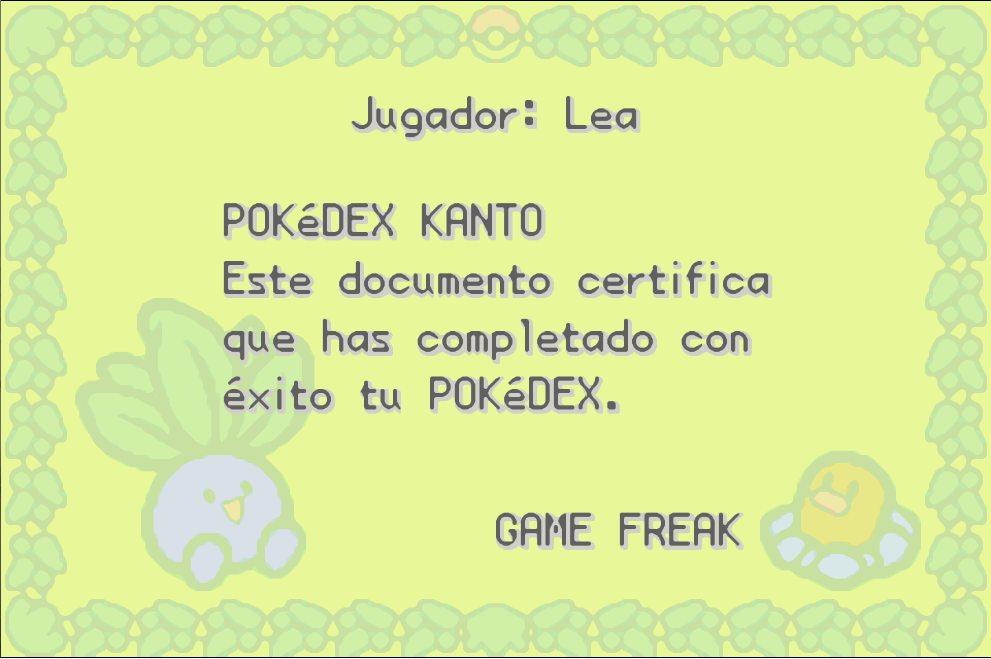 Jugador: Lea
POKéDEX KANTO
Este documento certifica
que has completado con
éxito tu POKéDEX.
GAME FREAK